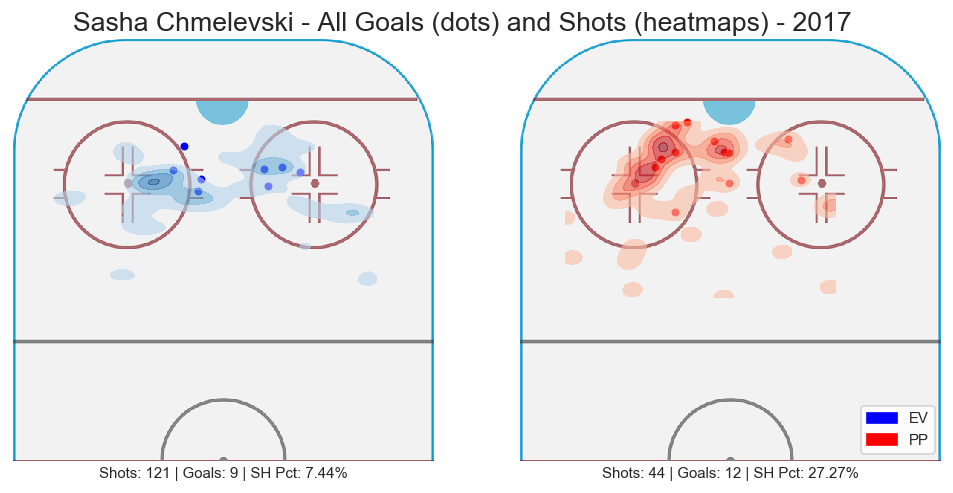 Sasha Chmelevski - All Goals (dots) and Shots (heatmaps) - 2017
EV
PP
Shots: 121 | Goals: 9 | SH Pct: 7.44%
Shots: 44 | Goals: 12 | SH Pct: 27.27%